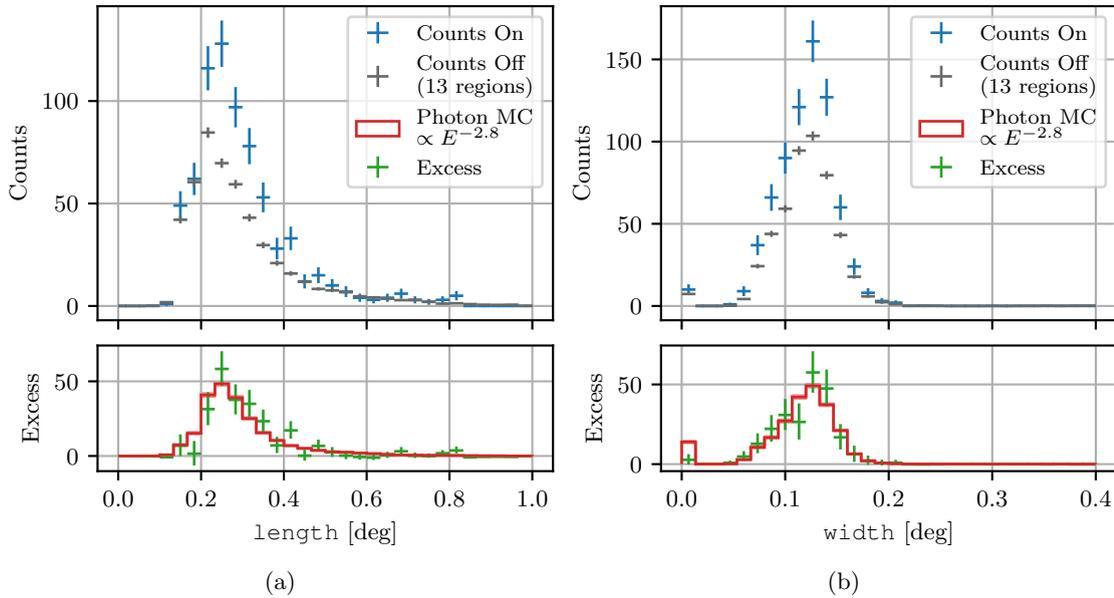 Counts
100
50
0
Counts On
Counts Off
(13 regions)
Photon MC
∝ E^{−2.8}
Excess
Excess
50
0
0.0 0.2 0.4 0.6 0.8 1.0
length [deg]
(a)
Counts
150
100
50
0
Counts On
Counts Off
(13 regions)
Photon MC
∝ E^{−2.8}
Excess
Excess
50
0
0.0 0.1 0.2 0.3 0.4
width [deg]
(b)